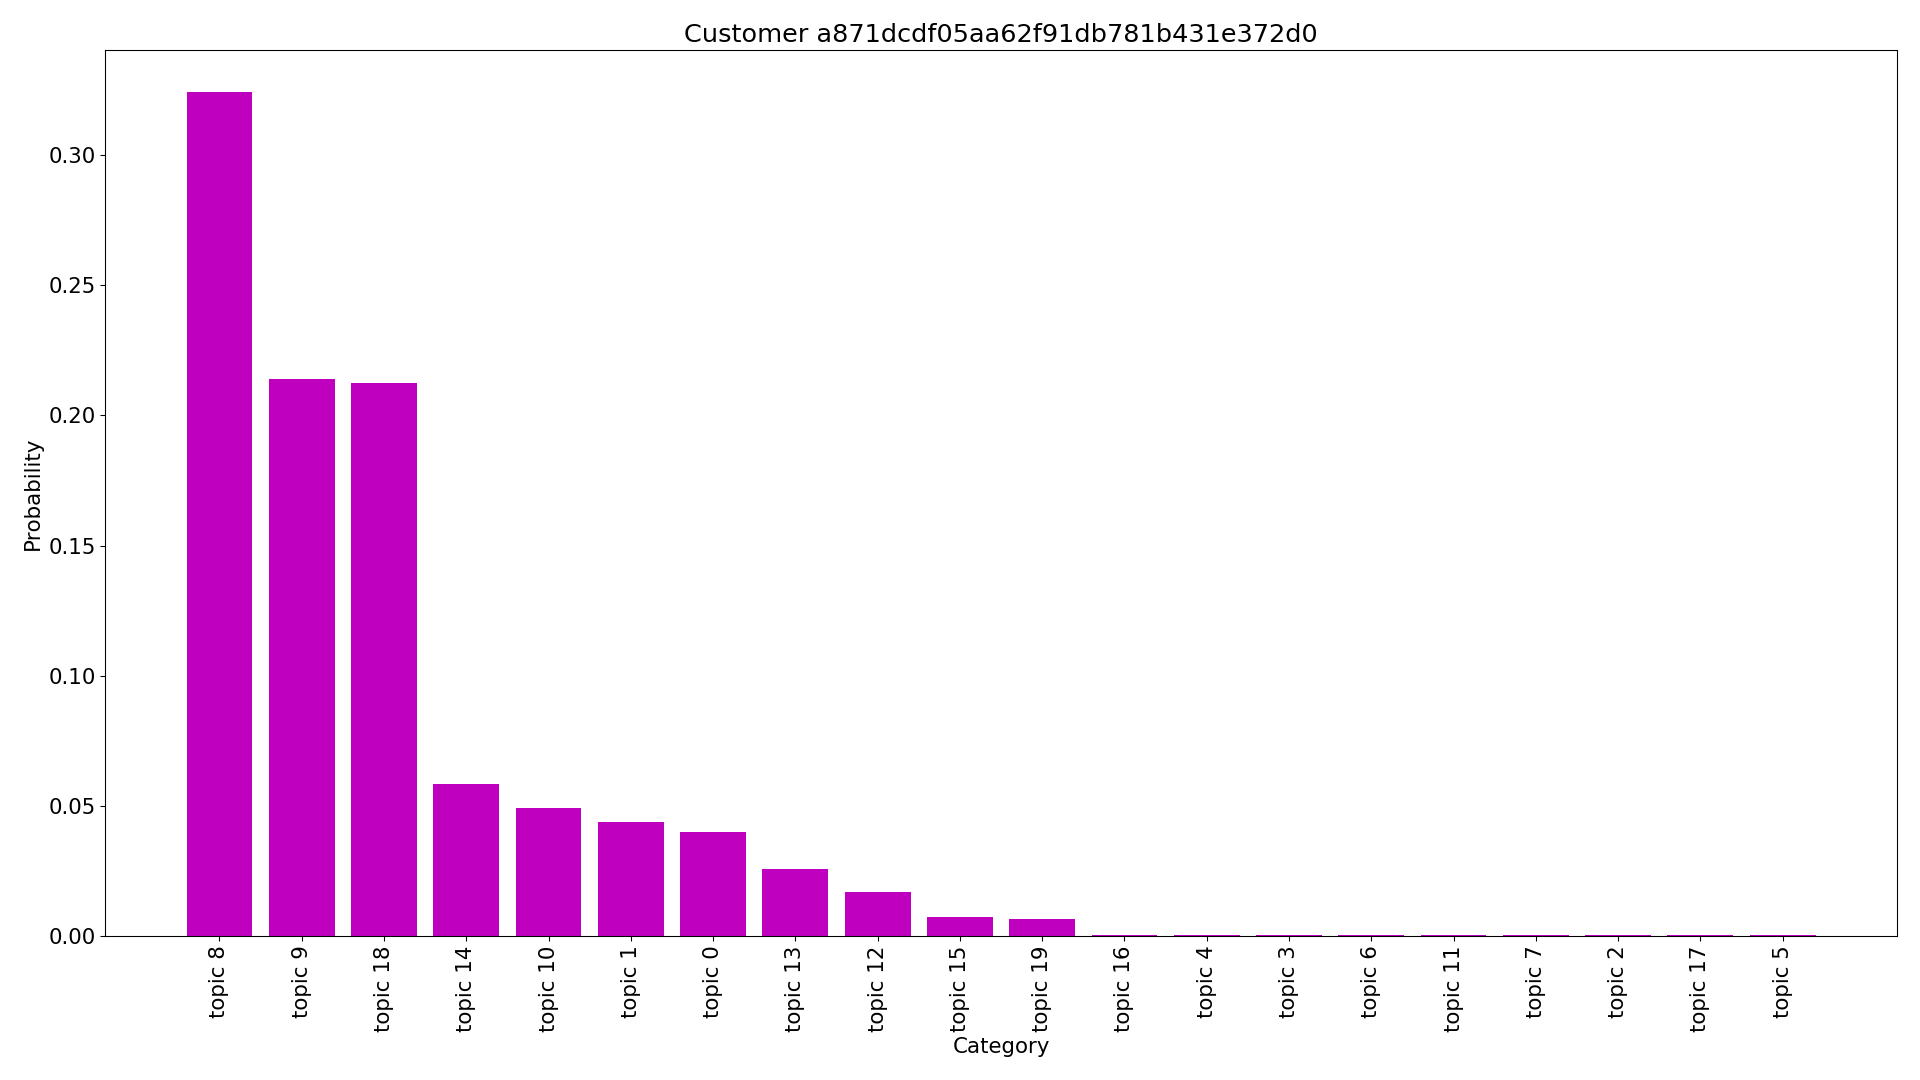 Customer a871dcdf05aa62f91db781b431e372d0
Probability
0.30
0.25
0.20
0.15
0.10
0.05
0.00
topic 8
topic 9
topic 18
topic 14
topic 10
topic 1
topic 0
topic 13
topic 12
topic 15
topic 19
topic 16
topic 4
topic 3
topic 6
topic 11
topic 7
topic 2
topic 17
topic 5
Category